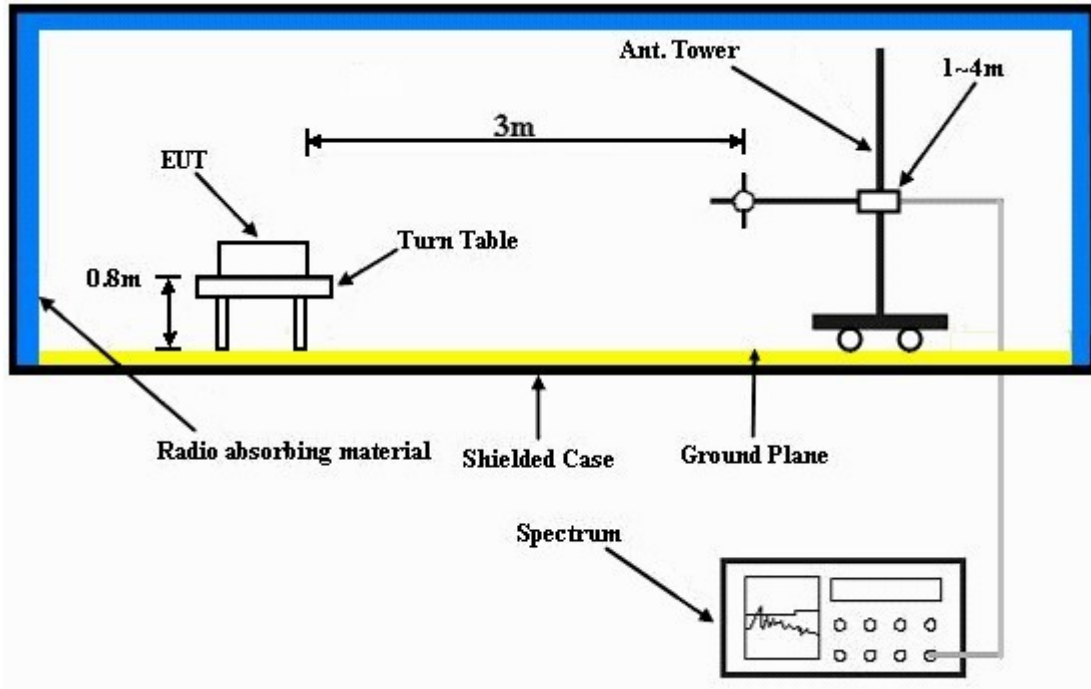 Ant. Tower
1~4m
3m
EUT
Turn Table
0.8m
Radio absorbing material
Shielded Case
Ground Plane
Spectrum